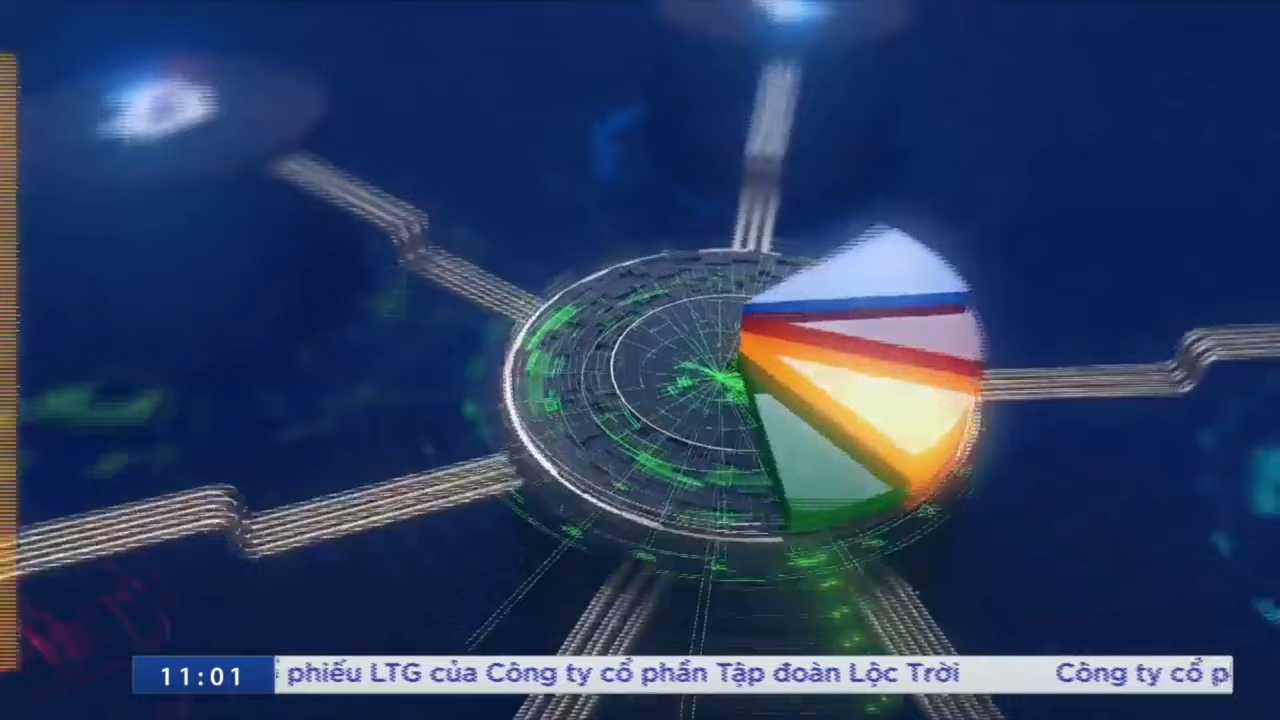 11:01
phiếu LTG của Công ty cổ phần Tập đoàn Lộc Trời Công ty cổ